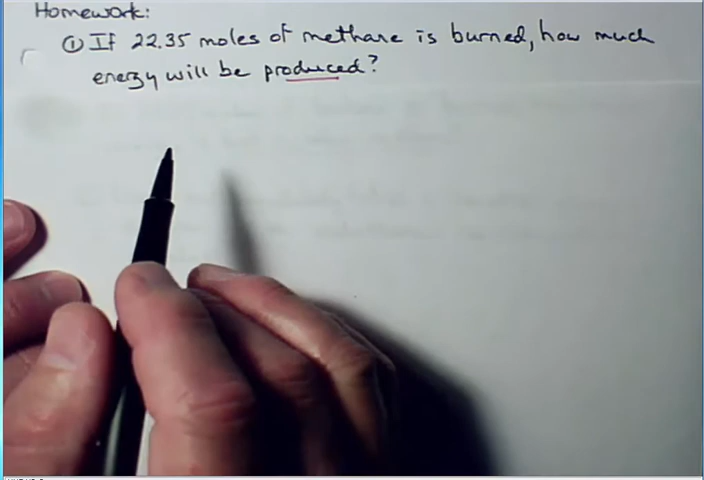 Homework:
① If 22.35 moles of methane is burned, how much
energy will be produced?